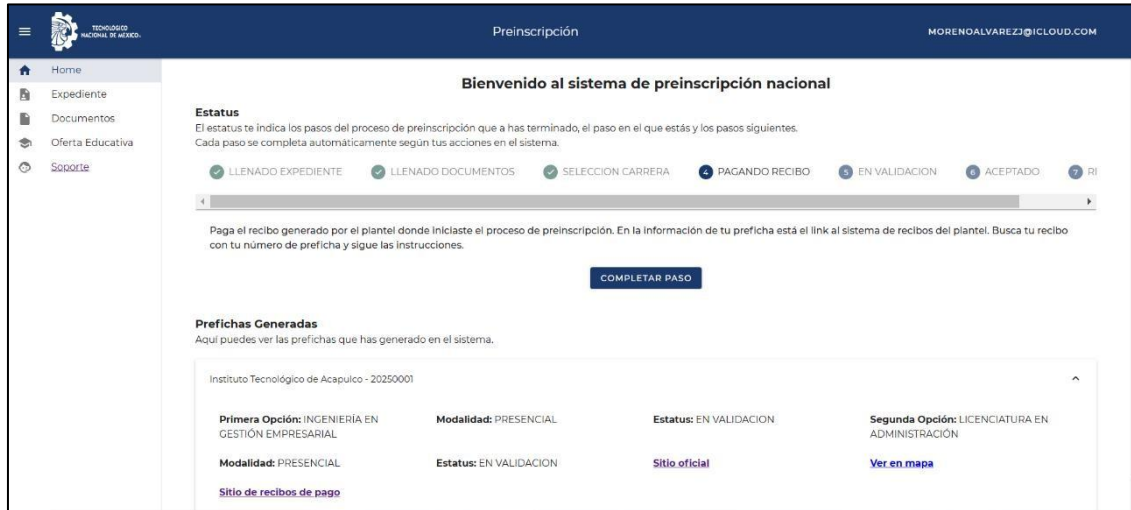 TECNOLÓGICO
NACIONAL DE MÉXICO®
Preinscripción
MORENOALVAREZJ@ICLOUD.COM
Home
Expediente
Documentos
Oferta Educativa
Soporte
Bienvenido al sistema de preinscripción nacional
Estatus
El estatus te indica los pasos del proceso de preinscripción que a has terminado, el paso en el que estás y los pasos siguientes.
Cada paso se completa automáticamente según tus acciones en el sistema.
LLENADO EXPEDIENTE LLENADO DOCUMENTOS SELECCION CARRERA 4 PAGANDO RECIBO 5 EN VALIDACION 6 ACEPTADO 7
Paga el recibo generado por el plantel donde iniciaste el proceso de preinscripción. En la información de tu preficha está el link al sistema de recibos del plantel. Busca tu recibo
con tu número de preficha y sigue las instrucciones.
COMPLETAR PASO
Prefichas Generadas
Aquí puedes ver las prefichas que has generado en el sistema.
Instituto Tecnológico de Acapulco - 20250001
Primera Opción: INGENIERÍA EN Modalidad: PRESENCIAL Estatus: EN VALIDACION Segunda Opción: LICENCIATURA EN
GESTIÓN EMPRESARIAL ADMINISTRACIÓN
Modalidad: PRESENCIAL Estatus: EN VALIDACION Sitio oficial Ver en mapa
Sitio de recibos de pago